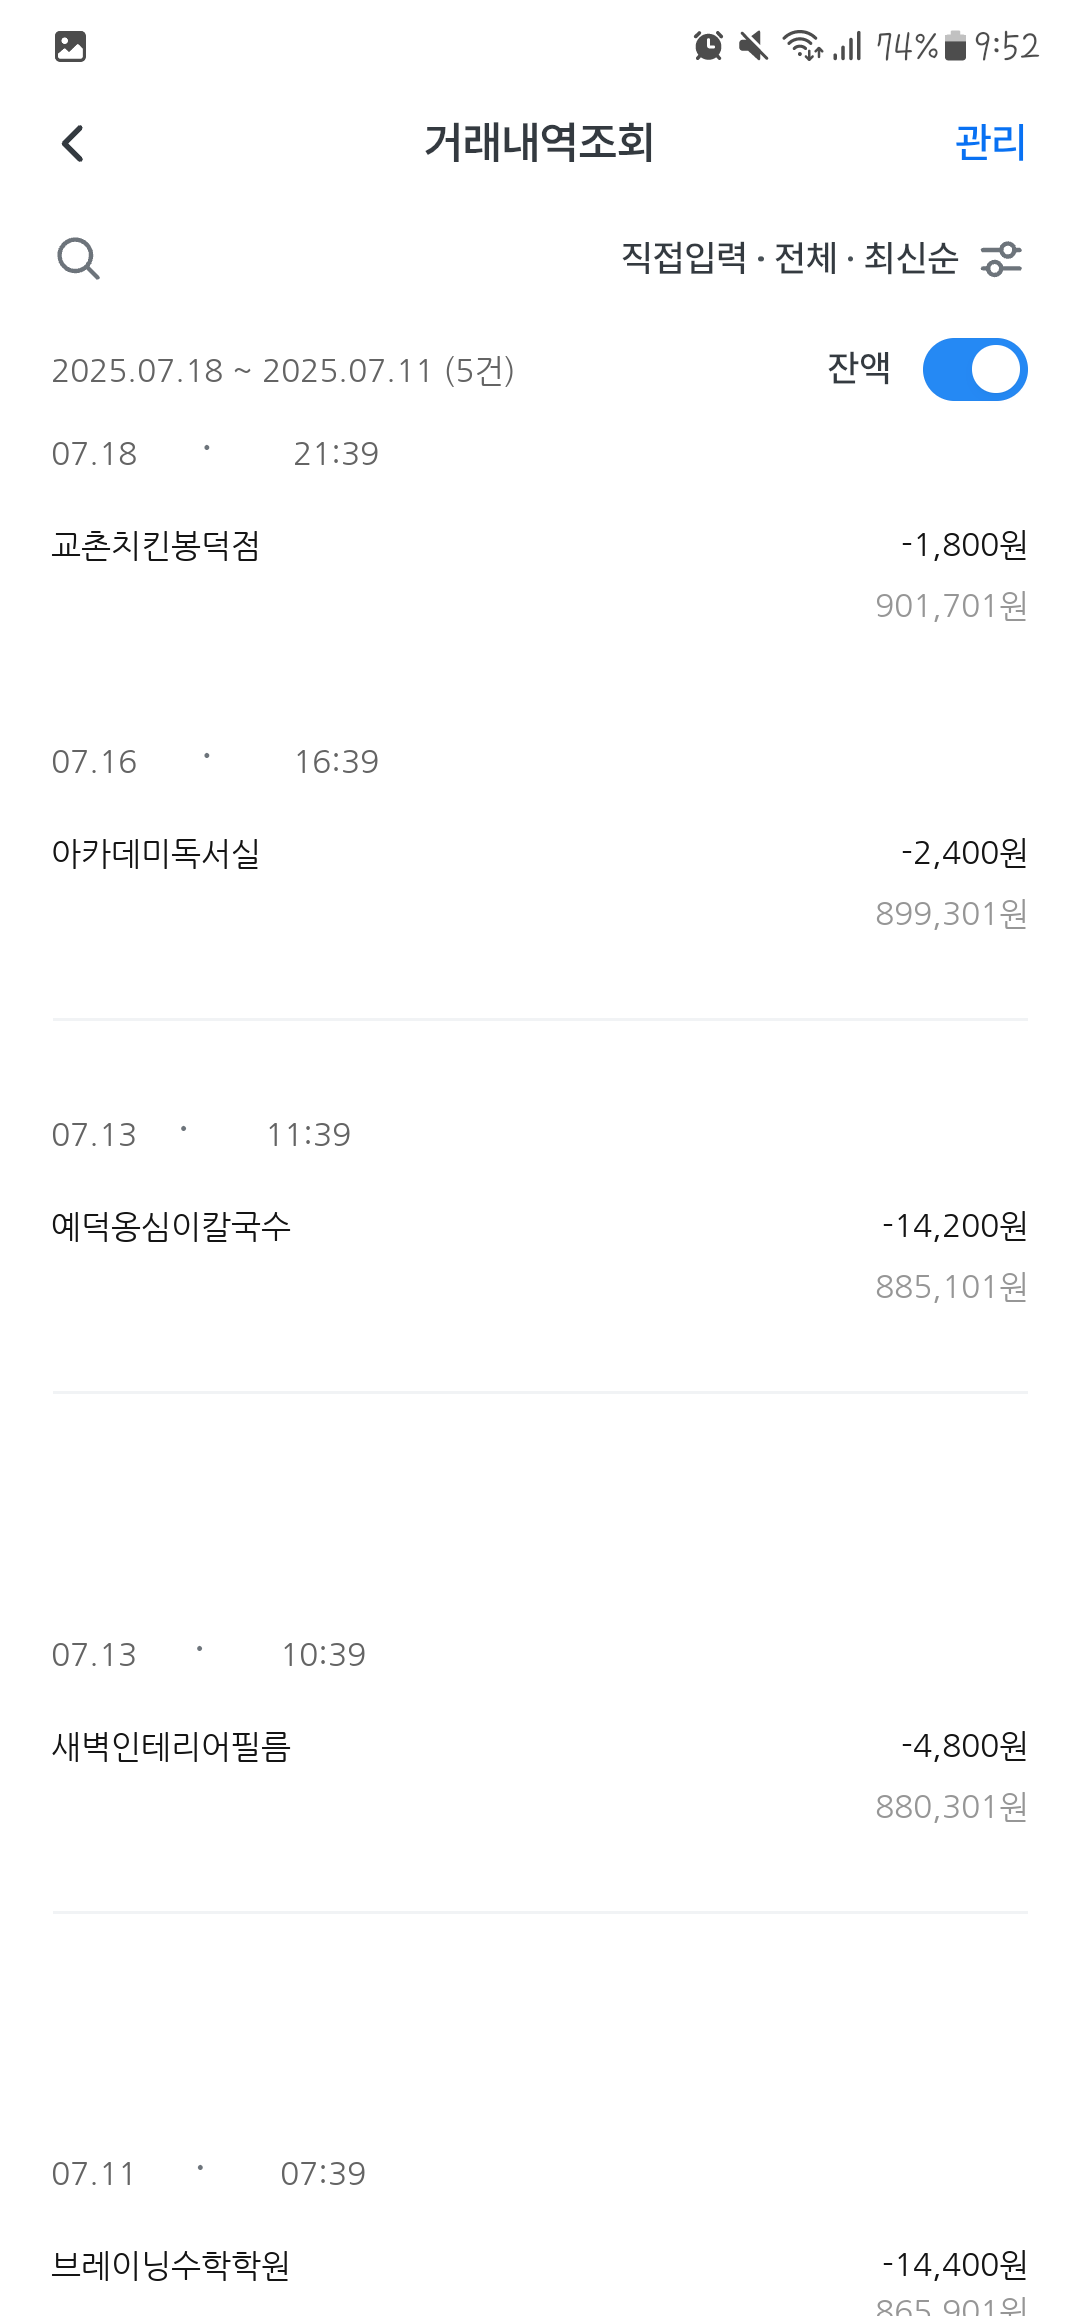 74% 9:52
거래내역조회 관리
직접입력 · 전체 · 최신순
2025.07.18 ~ 2025.07.11 (5건) 잔액
07.18 · 21:39
교촌치킨봉덕점 -1,800원
901,701원
07.16 · 16:39
아카데미독서실 -2,400원
899,301원
07.13 · 11:39
예덕옹심이칼국수 -14,200원
885,101원
07.13 · 10:39
새벽인테리어필름 -4,800원
880,301원
07.11 · 07:39
브레이닝수학학원 -14,400원
865,901원